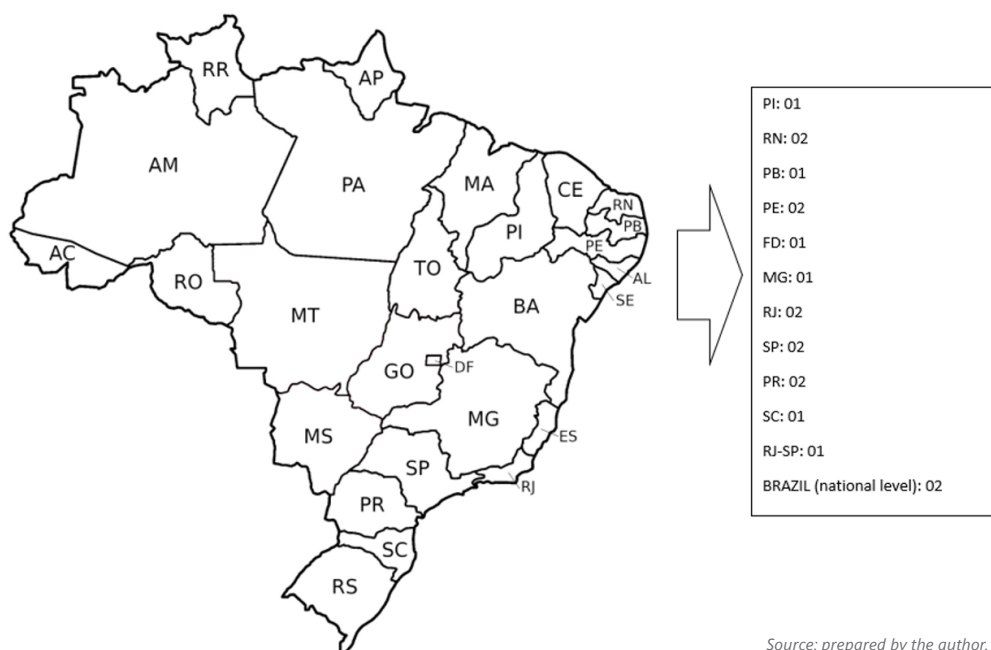 RR
AP
AM
PA
MA
CE
RN
PB
PI
PE
AC
TO
AL
RO
SE
BA
MT
GO
DF
MG
MS
ES
SP
RJ
PR
SC
RS
PI: 01
RN: 02
PB: 01
PE: 02
FD: 01
MG: 01
RJ: 02
SP: 02
PR: 02
SC: 01
RJ-SP: 01
BRAZIL (national level): 02
Source: prepared by the author.